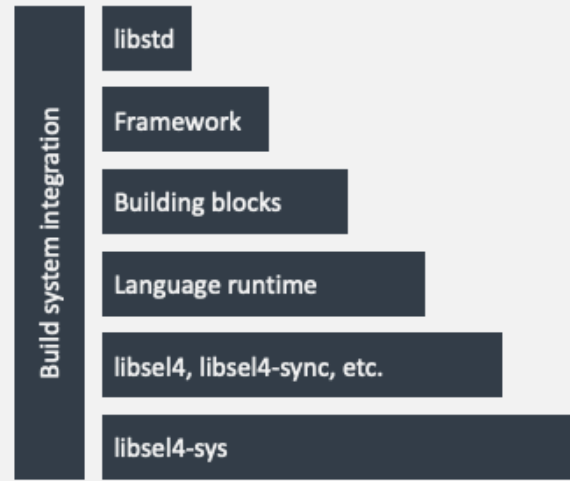 Build system integration
libstd
Framework
Building blocks
Language runtime
libsel4, libsel4-sync, etc.
libsel4-sys